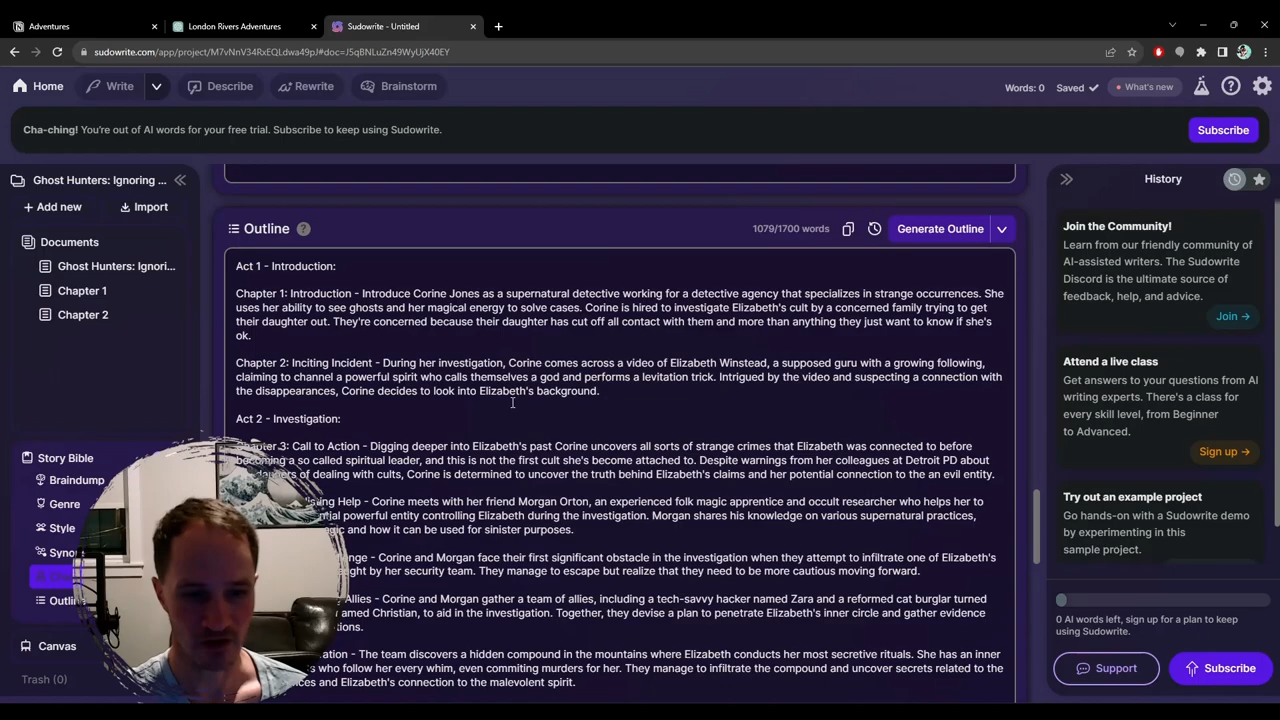 Adventures
London Rivers Adventures
Sudowrite - Untitled
sudowrite.com/app/project/M7vNnV34RxEQLdwa49pJ#doc=J5qBNLuZn49WyUjX40EY
Home
Write
Describe
Rewrite
Brainstorm
Words: 0
Saved
What's new
Cha-ching! You're out of AI words for your free trial. Subscribe to keep using Sudowrite.
Subscribe
Ghost Hunters: Ignoring ...
+ Add new
Import
Documents
Ghost Hunters: Ignori...
Chapter 1
Chapter 2
Story Bible
Braindump
Genre
Style
Syno
Outlin
Canvas
Trash (0)
Outline
1079/1700 words
Generate Outline
Act 1 - Introduction:
Chapter 1: Introduction - Introduce Corine Jones as a supernatural detective working for a detective agency that specializes in strange occurrences. She
uses her ability to see ghosts and her magical energy to solve cases. Corine is hired to investigate Elizabeth's cult by a concerned family trying to get
their daughter out. They're concerned because their daughter has cut off all contact with them and more than anything they just want to know if she's
ok.
Chapter 2: Inciting Incident - During her investigation, Corine comes across a video of Elizabeth Winstead, a supposed guru with a growing following,
claiming to channel a powerful spirit who calls themselves a god and performs a levitation trick. Intrigued by the video and suspecting a connection with
the disappearances, Corine decides to look into Elizabeth's background.
Act 2 - Investigation:
3: Call to Action - Digging deeper into Elizabeth's past Corine uncovers all sorts of strange crimes that Elizabeth was connected to before
becoming a so called spiritual leader, and this is not the first cult she's become attached to. Despite warnings from her colleagues at Detroit PD about
of dealing with cults, Corine is determined to uncover the truth behind Elizabeth's claims and her potential connection to the an evil entity.
Help - Corine meets with her friend Morgan Orton, an experienced folk magic apprentice and occult researcher who helps her to
powerful entity controlling Elizabeth during the investigation. Morgan shares his knowledge on various supernatural practices,
and how it can be used for sinister purposes.
- Corine and Morgan face their first significant obstacle in the investigation when they attempt to infiltrate one of Elizabeth's
by her security team. They manage to escape but realize that they need to be more cautious moving forward.
Allies - Corine and Morgan gather a team of allies, including a tech-savvy hacker named Zara and a reformed cat burglar turned
named Christian, to aid in the investigation. Together, they devise a plan to penetrate Elizabeth's inner circle and gather evidence
- The team discovers a hidden compound in the mountains where Elizabeth conducts her most secretive rituals. She has an inner
who follow her every whim, even commiting murders for her. They manage to infiltrate the compound and uncover secrets related to the
and Elizabeth's connection to the malevolent spirit.
History
Join the Community!
Learn from our friendly community of
AI-assisted writers. The Sudowrite
Discord is the ultimate source of
feedback, help, and advice.
Join →
Attend a live class
Get answers to your questions from AI
writing experts. There's a class for
every skill level, from Beginner
to Advanced.
Sign up →
Try out an example project
Go hands-on with a Sudowrite demo
by experimenting in this
sample project.
0 AI words left, sign up for a plan to keep
using Sudowrite.
Support
Subscribe